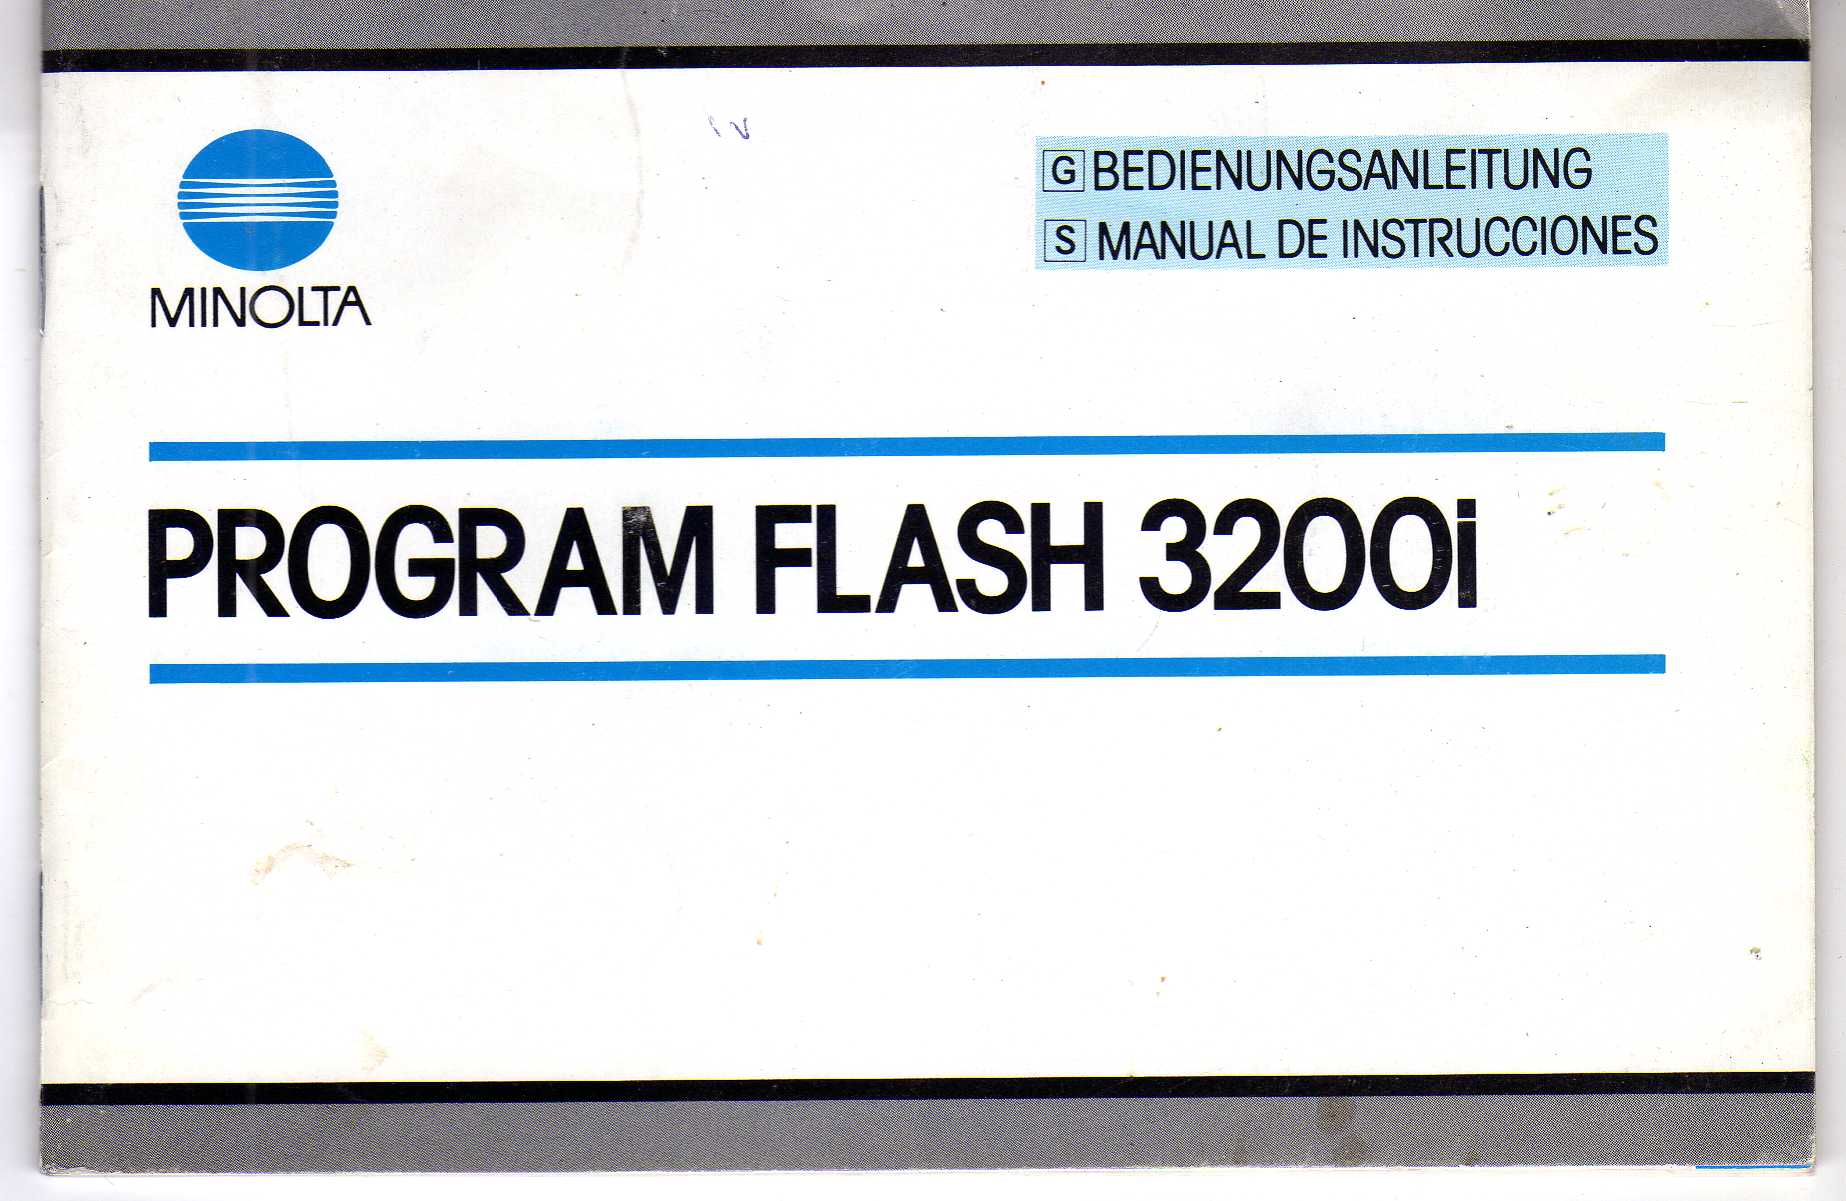 MINOLTA
G BEDIENUNGSANLEITUNG
S MANUAL DE INSTRUCCIONES
PROGRAM FLASH 3200i